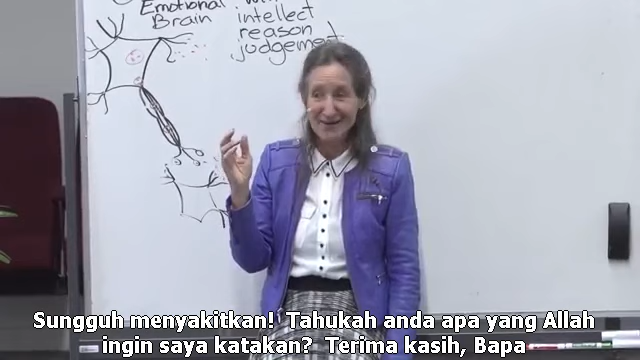 Emotional
Brain
intellect
reason
judgement
Sungguh menyakitkan!  Tahukah anda apa yang Allah
ingin saya katakan?  Terima kasih, Bapa